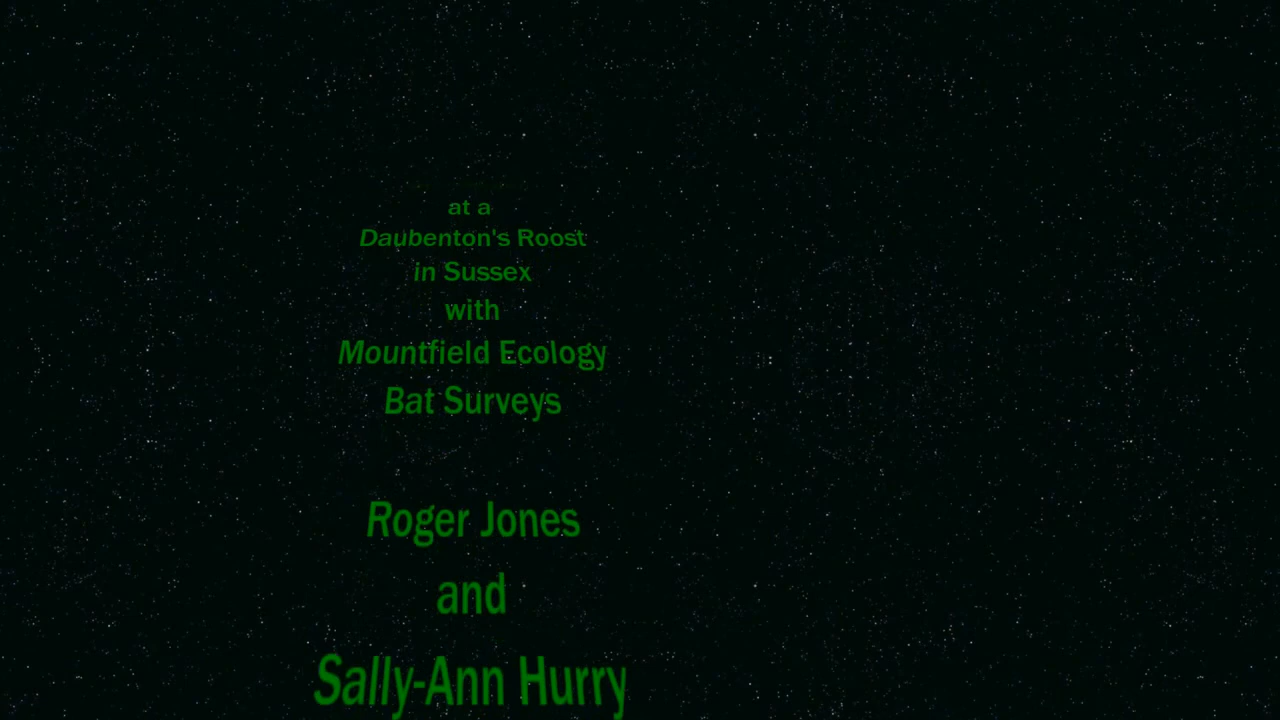 at a
Daubenton's Roost
in Sussex
with
Mountfield Ecology
Bat Surveys
Roger Jones
and
Sally-Ann Hurry